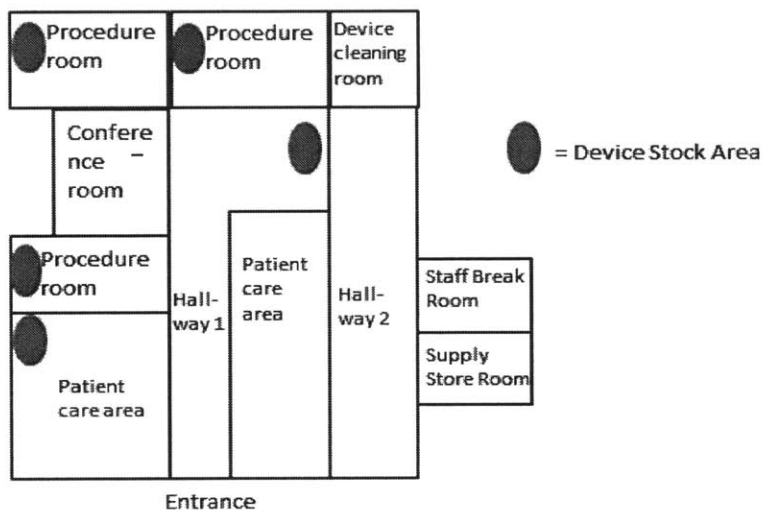 Procedure
room
Procedure
room
Device
cleaning
room
Confere
nce –
room
= Device Stock Area
Procedure
room
Patient
care
area
Hall-
way 1
Hall-
way 2
Staff Break
Room
Supply
Store Room
Patient
care area
Entrance